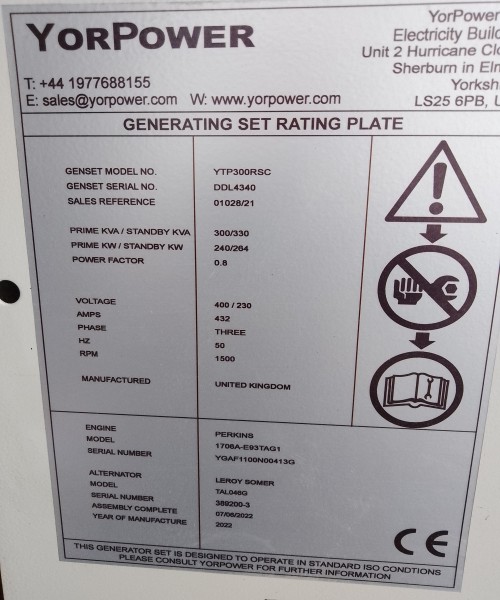 YORPOWER
YorPower
Electricity Build
Unit 2 Hurricane Clo
Sherburn in Elm
Yorkshi
LS25 6PB, U
T: +44 1977688155
E: sales@yorpower.com W: www.yorpower.com
GENERATING SET RATING PLATE
GENSET MODEL NO. YTP300RSC
GENSET SERIAL NO. DDL4340
SALES REFERENCE 01028/21
PRIME KVA / STANDBY KVA 300/330
PRIME KW / STANDBY KW 240/264
POWER FACTOR 0.8
VOLTAGE 400 / 230
AMPS 432
PHASE THREE
HZ 50
RPM 1500
MANUFACTURED UNITED KINGDOM
ENGINE PERKINS
MODEL 1706A-E93TAG1
SERIAL NUMBER YGAF1100N00413G
ALTERNATOR LEROY SOMER
MODEL TAL046G
SERIAL NUMBER 389200-3
ASSEMBLY COMPLETE 07/06/2022
YEAR OF MANUFACTURE 2022
CE
THIS GENERATOR SET IS DESIGNED TO OPERATE IN STANDARD ISO CONDTIONS
PLEASE CONSULT YORPOWER FOR FURTHER INFORMATION